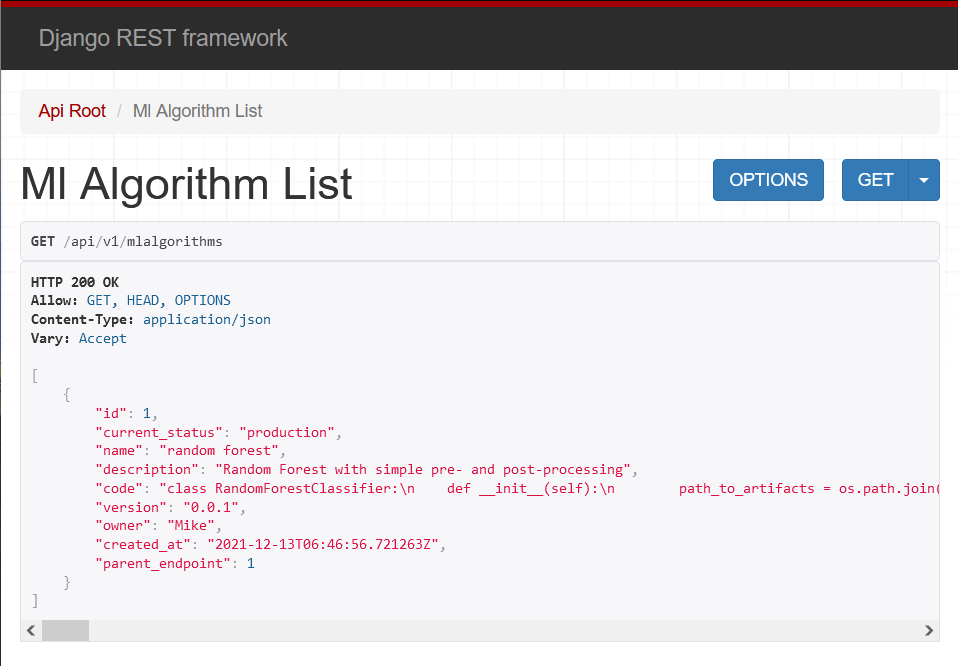 Django REST framework
Api Root / Ml Algorithm List
Ml Algorithm List
OPTIONS
GET
GET /api/v1/mlalgorithms
HTTP 200 OK
Allow: GET, HEAD, OPTIONS
Content-Type: application/json
Vary: Accept
[
    {
        "id": 1,
        "current_status": "production",
        "name": "random forest",
        "description": "Random Forest with simple pre- and post-processing",
        "code": "class RandomForestClassifier:\n    def __init__(self):\n        path_to_artifacts = os.path.join(
        "version": "0.0.1",
        "owner": "Mike",
        "created_at": "2021-12-13T06:46:56.721263Z",
        "parent_endpoint": 1
    }
]